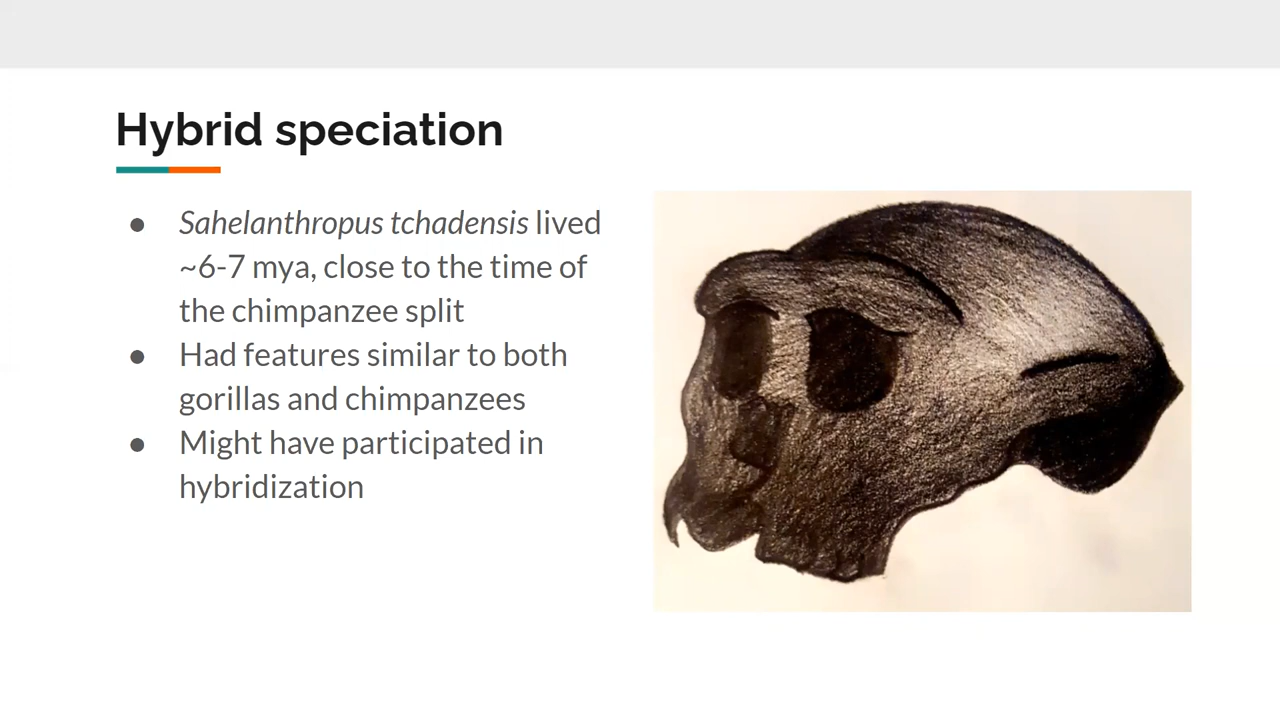 Hybrid speciation
● Sahelanthropus tchadensis lived
~6-7 mya, close to the time of
the chimpanzee split
● Had features similar to both
gorillas and chimpanzees
● Might have participated in
hybridization